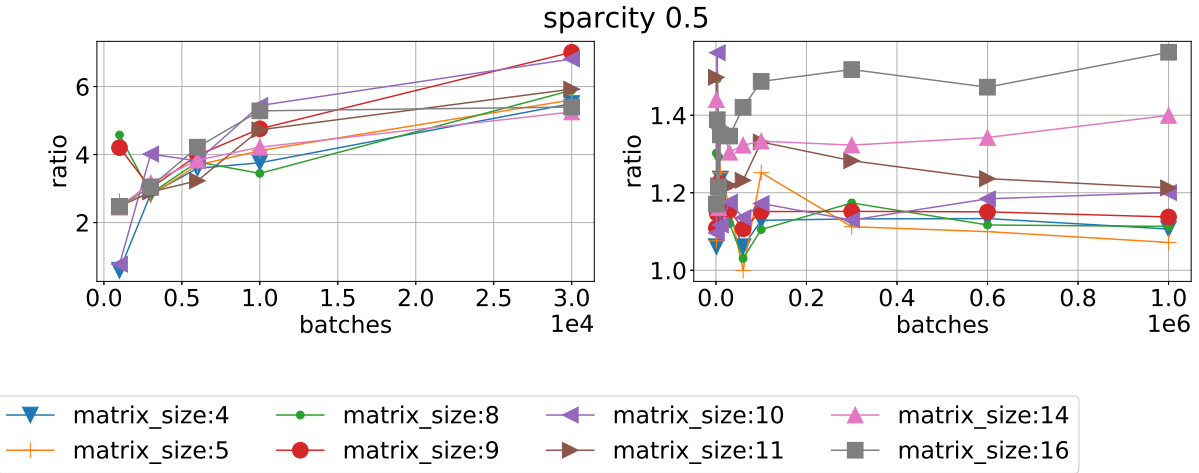 sparcity 0.5
ratio
6
4
2
0.0 0.5 1.0 1.5 2.0 2.5 3.0
batches
1e4
ratio
1.4
1.2
1.0
0.0 0.2 0.4 0.6 0.8 1.0
batches
1e6
matrix_size:4 matrix_size:8 matrix_size:10 matrix_size:14
matrix_size:5 matrix_size:9 matrix_size:11 matrix_size:16